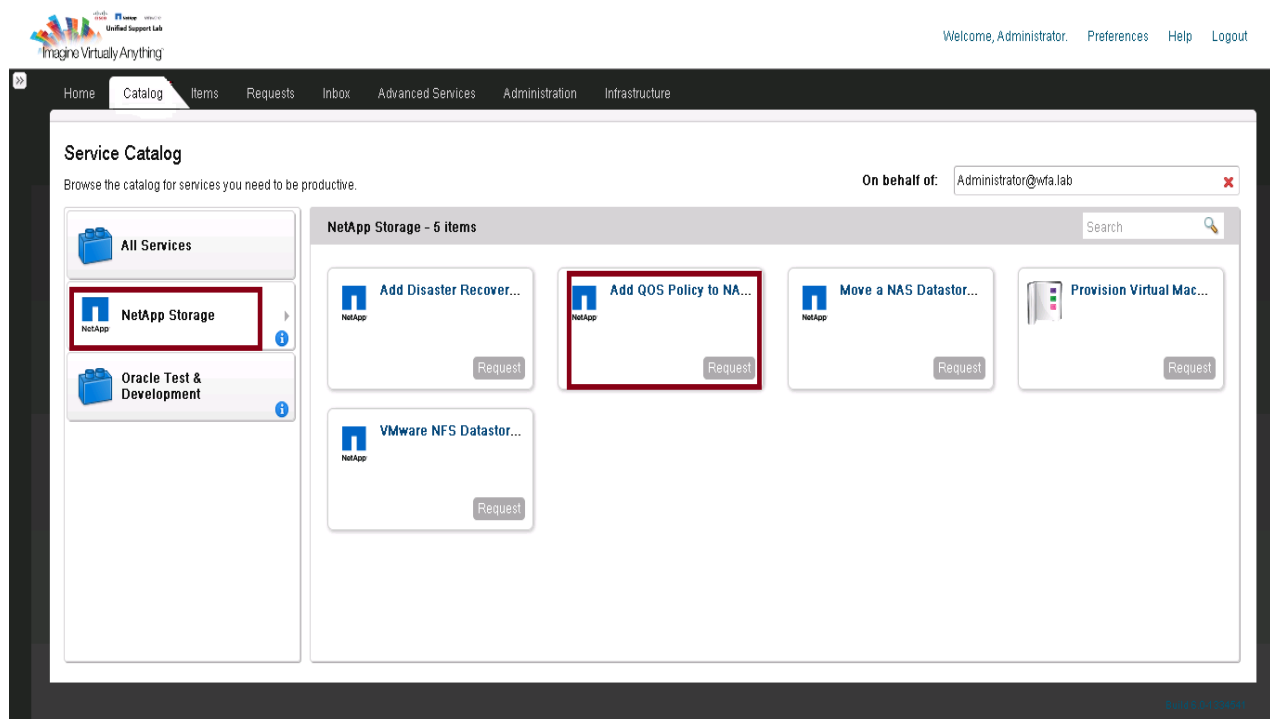 CISCO NetApp vmware
Unified Support Lab
Imagine Virtually Anything
Welcome, Administrator. Preferences Help Logout
Home Catalog Items Requests Inbox Advanced Services Administration Infrastructure
Service Catalog
Browse the catalog for services you need to be productive.
On behalf of: Administrator@wfa.lab
All Services
NetApp
NetApp Storage
Oracle Test &
Development
NetApp Storage - 5 items
Search
NetApp
Add Disaster Recover...
Request
NetApp
Add QOS Policy to NA...
Request
NetApp
Move a NAS Datastor...
Request
Provision Virtual Mac...
Request
NetApp
VMware NFS Datastor...
Request